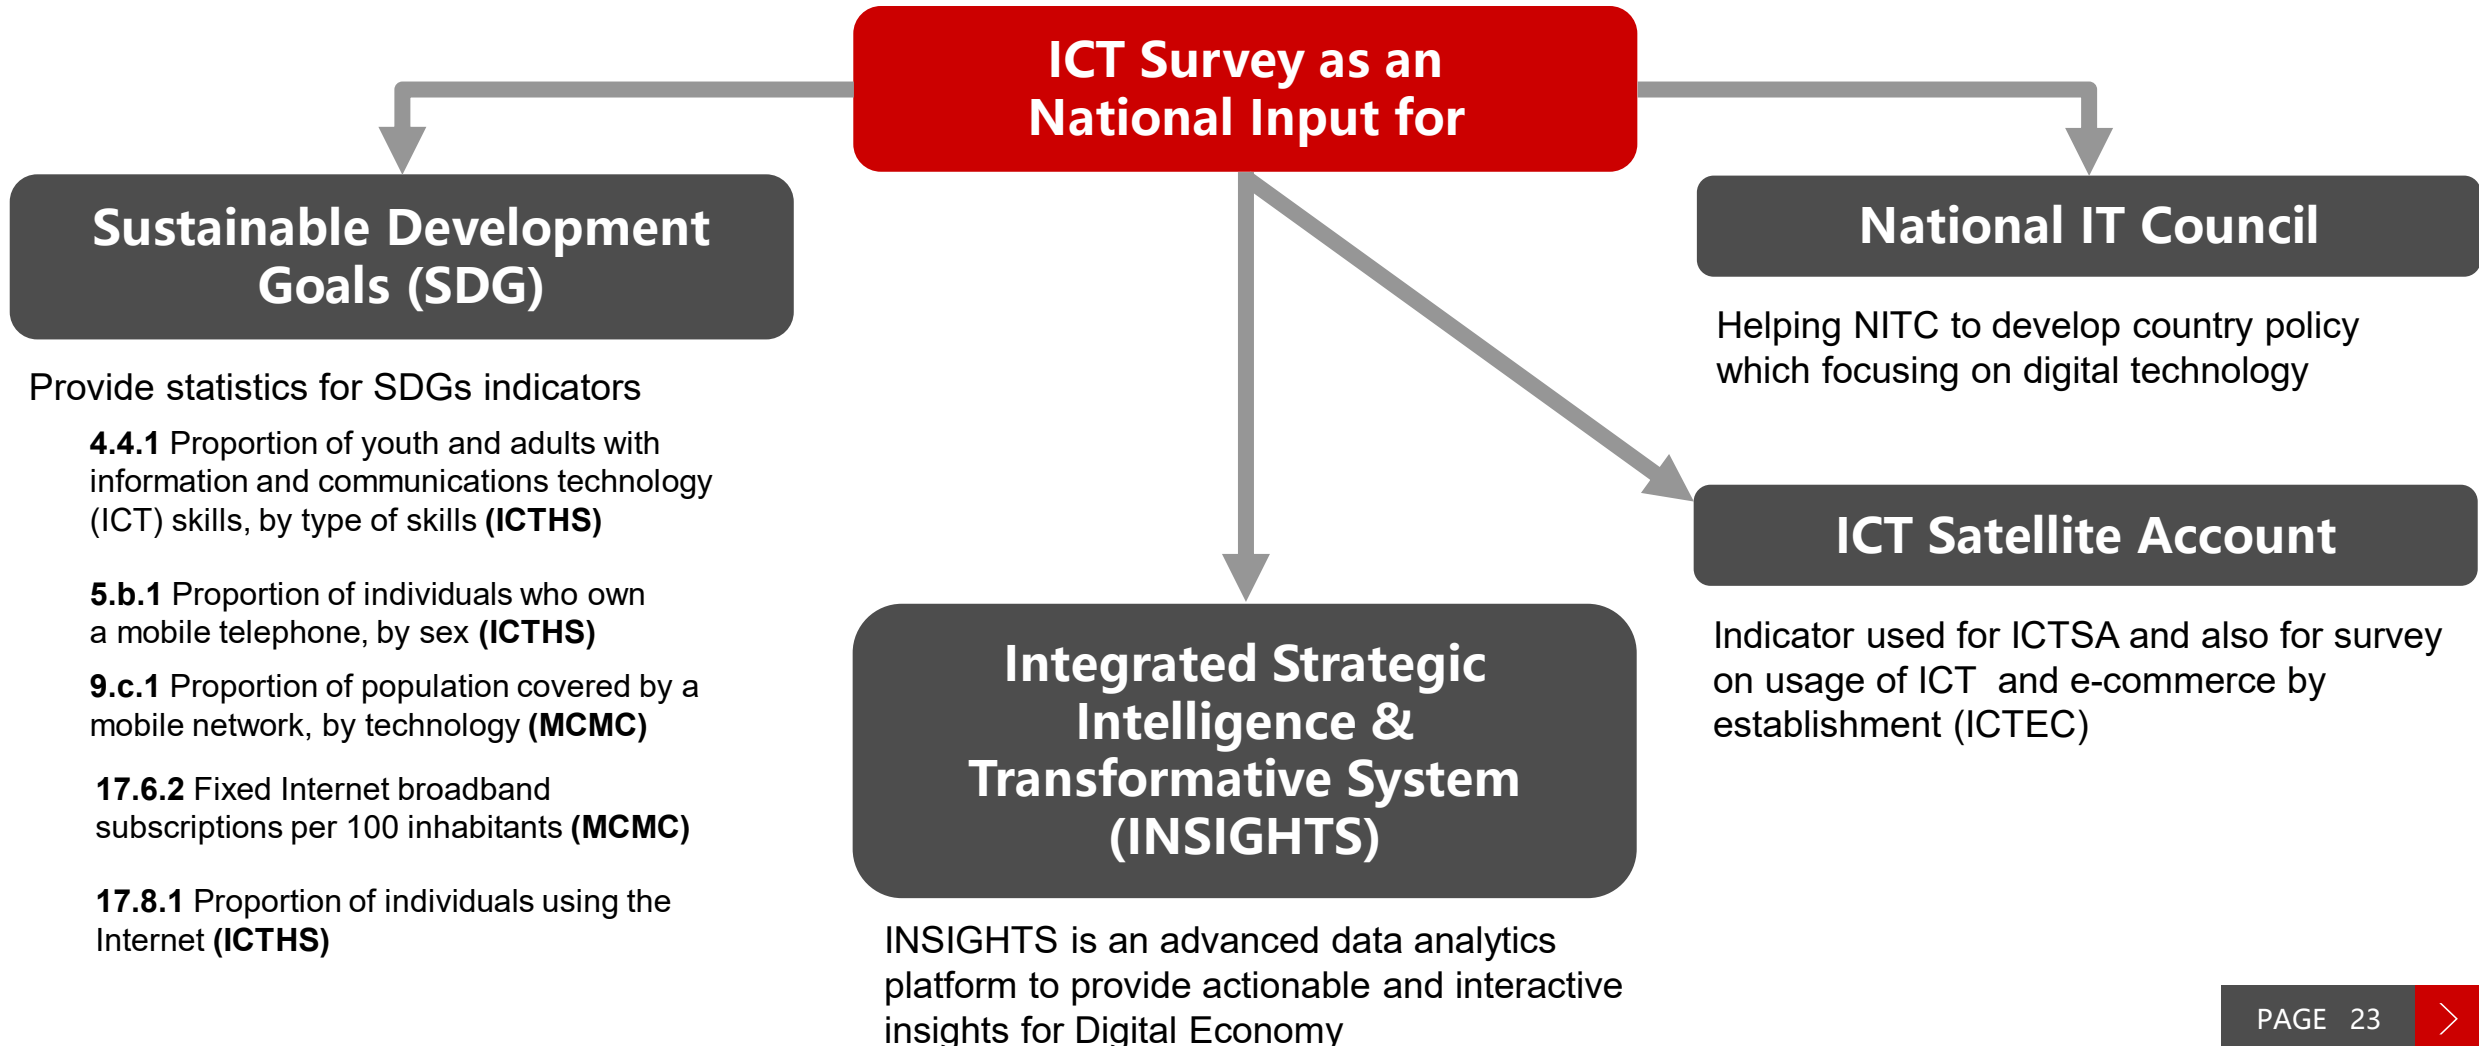 ICT Survey as an
National Input for
Sustainable Development
Goals (SDG)
Provide statistics for SDGs indicators
4.4.1 Proportion of youth and adults with
information and communications technology
(ICT) skills, by type of skills (ICTHS)
5.b.1 Proportion of individuals who own
a mobile telephone, by sex (ICTHS)
9.c.1 Proportion of population covered by a
mobile network, by technology (MCMC)
17.6.2 Fixed Internet broadband
subscriptions per 100 inhabitants (MCMC)
17.8.1 Proportion of individuals using the
Internet (ICTHS)
Integrated Strategic
Intelligence &
Transformative System
(INSIGHTS)
INSIGHTS is an advanced data analytics
platform to provide actionable and interactive
insights for Digital Economy
National IT Council
Helping NITC to develop country policy
which focusing on digital technology
ICT Satellite Account
Indicator used for ICTSA and also for survey
on usage of ICT  and e-commerce by
establishment (ICTEC)
PAGE 23